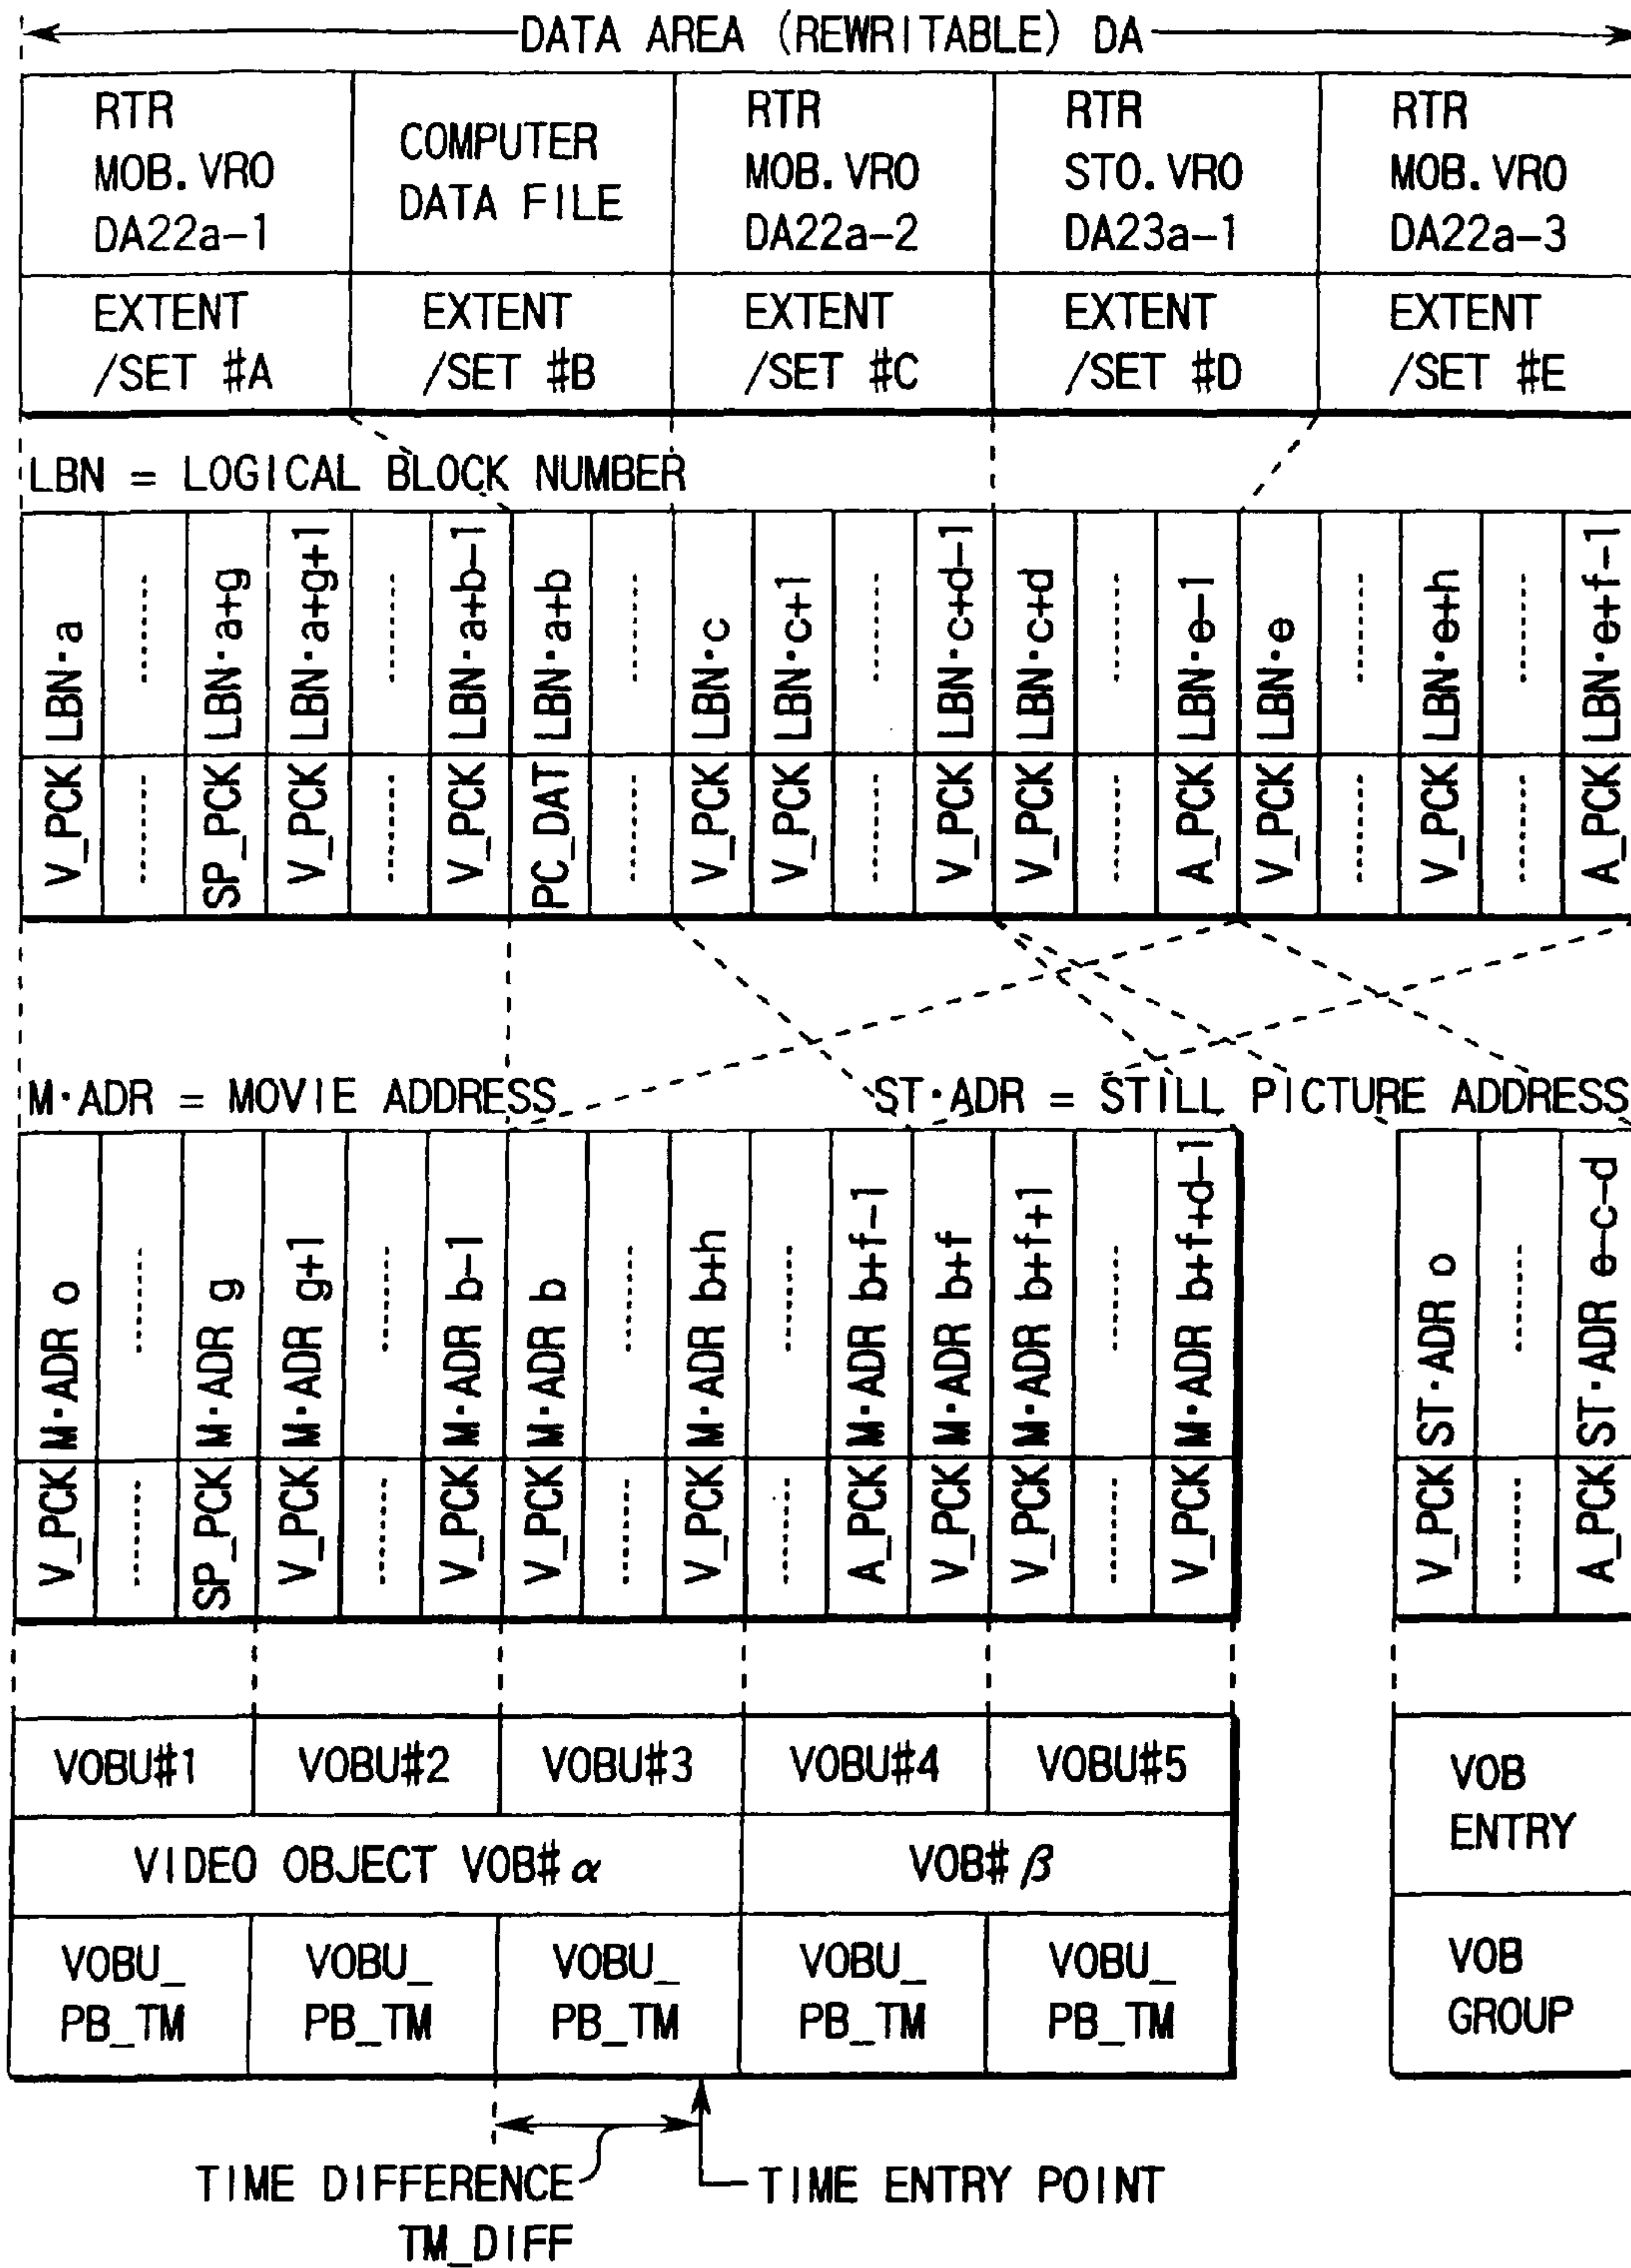 DATA AREA (REWRITABLE) DA
RTR
MOB.VRO
DA22a-1
COMPUTER
DATA FILE
RTR
MOB.VRO
DA22a-2
RTR
STO.VRO
DA23a-1
RTR
MOB.VRO
DA22a-3
EXTENT
/SET #A
EXTENT
/SET #B
EXTENT
/SET #C
EXTENT
/SET #D
EXTENT
/SET #E
LBN = LOGICAL BLOCK NUMBER
V_PCK LBN·a
SP_PCK LBN·a+g
V_PCK LBN·a+g+1
V_PCK LBN·a+b-1
PC_DAT LBN·a+b
V_PCK LBN·c
V_PCK LBN·c+1
V_PCK LBN·c+d-1
V_PCK LBN·c+d
A_PCK LBN·e-1
V_PCK LBN·e
V_PCK LBN·e+h
A_PCK LBN·e+f-1
M·ADR = MOVIE ADDRESS
ST·ADR = STILL PICTURE ADDRESS
V_PCK M·ADR o
SP_PCK M·ADR g
V_PCK M·ADR g+1
V_PCK M·ADR b-1
V_PCK M·ADR b
V_PCK M·ADR b+h
A_PCK M·ADR b+f-1
V_PCK M·ADR b+f
V_PCK M·ADR b+f+1
V_PCK M·ADR b+f+d-1
V_PCK ST·ADR o
A_PCK ST·ADR e-c-d
VOBU#1
VOBU#2
VOBU#3
VOBU#4
VOBU#5
VIDEO OBJECT VOB#α
VOB#β
VOBU_
PB_TM
VOBU_
PB_TM
VOBU_
PB_TM
VOBU_
PB_TM
VOBU_
PB_TM
VOB
ENTRY
VOB
GROUP
TIME DIFFERENCE
TM_DIFF
TIME ENTRY POINT